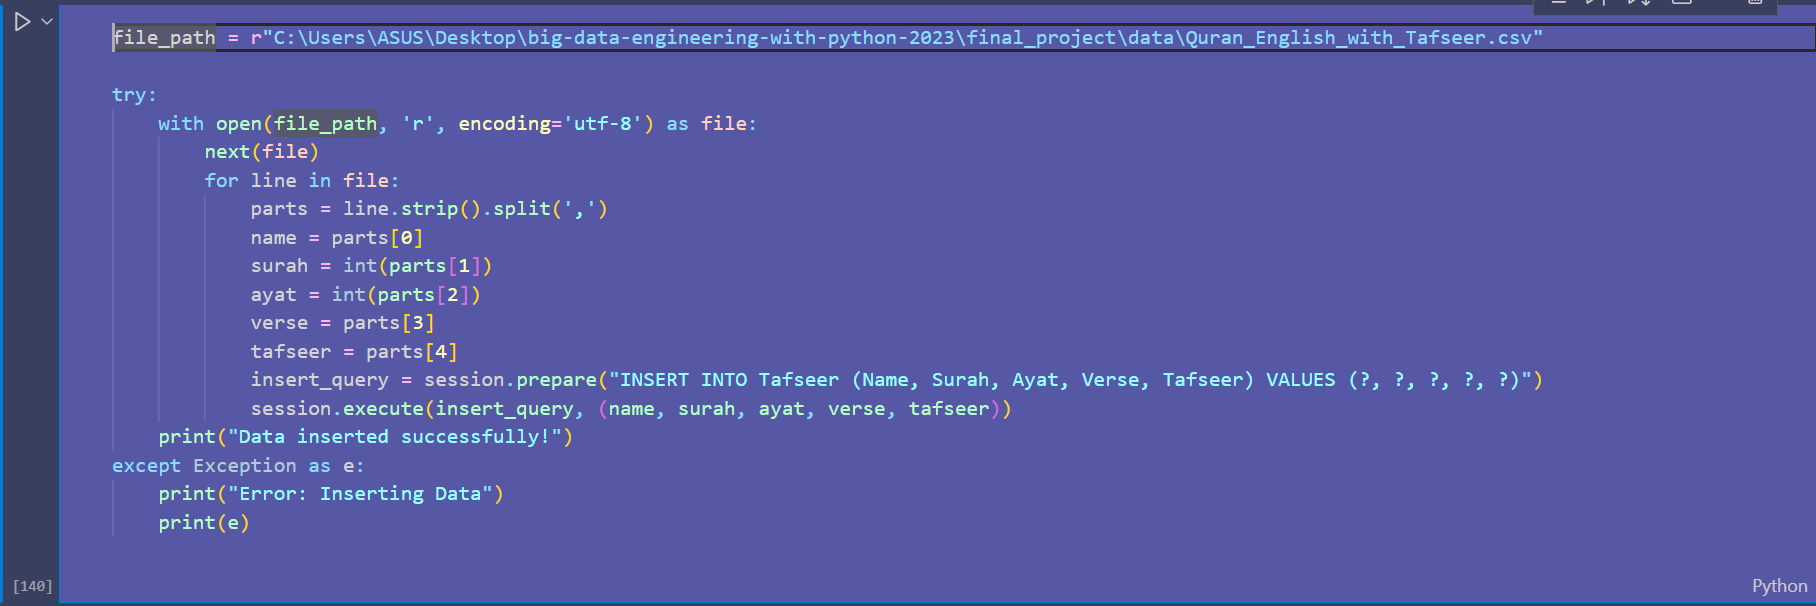 file_path = r"C:\Users\ASUS\Desktop\big-data-engineering-with-python-2023\final_project\data\Quran_English_with_Tafseer.csv"
try:
with open(file_path, 'r', encoding='utf-8') as file:
next(file)
for line in file:
parts = line.strip().split(',')
name = parts[0]
surah = int(parts[1])
ayat = int(parts[2])
verse = parts[3]
tafseer = parts[4]
insert_query = session.prepare("INSERT INTO Tafseer (Name, Surah, Ayat, Verse, Tafseer) VALUES (?, ?, ?, ?, ?)")
session.execute(insert_query, (name, surah, ayat, verse, tafseer))
print("Data inserted successfully!")
except Exception as e:
print("Error: Inserting Data")
print(e)
[140]
Python